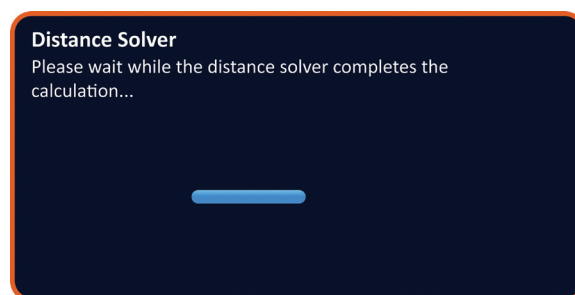 Distance Solver
Please wait while the distance solver completes the
calculation...